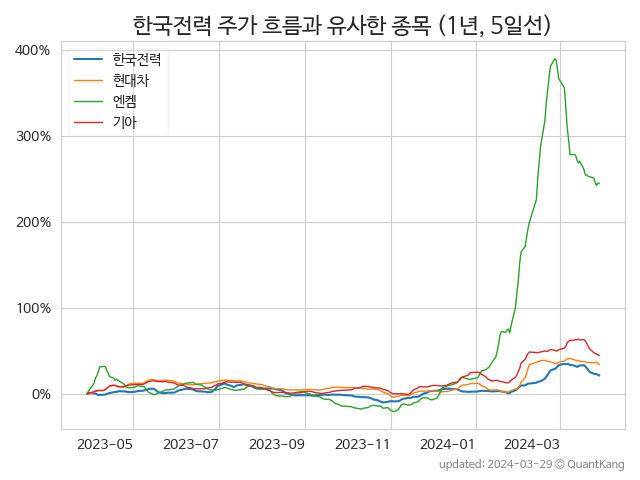 한국전력 주가 흐름과 유사한 종목 (1년, 5일선)
400%
300%
200%
100%
0%
한국전력
현대차
엔켐
기아
2023-05 2023-07 2023-09 2023-11 2024-01 2024-03
updated: 2024-03-29 © QuantKang